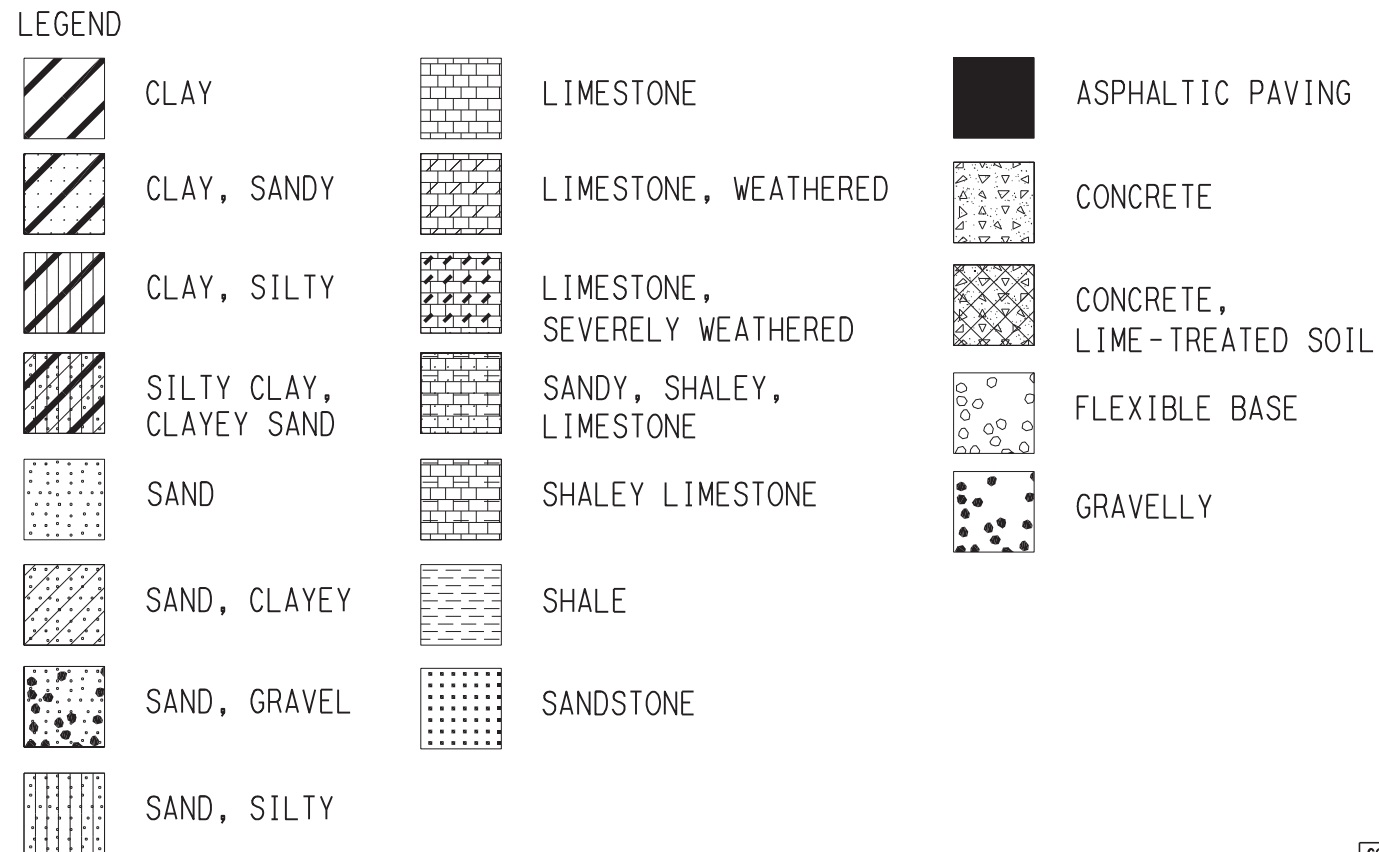 LEGEND
CLAY
CLAY, SANDY
CLAY, SILTY
SILTY CLAY,
CLAYEY SAND
SAND
SAND, CLAYEY
SAND, GRAVEL
SAND, SILTY
LIMESTONE
LIMESTONE, WEATHERED
LIMESTONE,
SEVERELY WEATHERED
SANDY, SHALEY,
LIMESTONE
SHALEY LIMESTONE
SHALE
SANDSTONE
ASPHALTIC PAVING
CONCRETE
CONCRETE,
LIME-TREATED SOIL
FLEXIBLE BASE
GRAVELLY